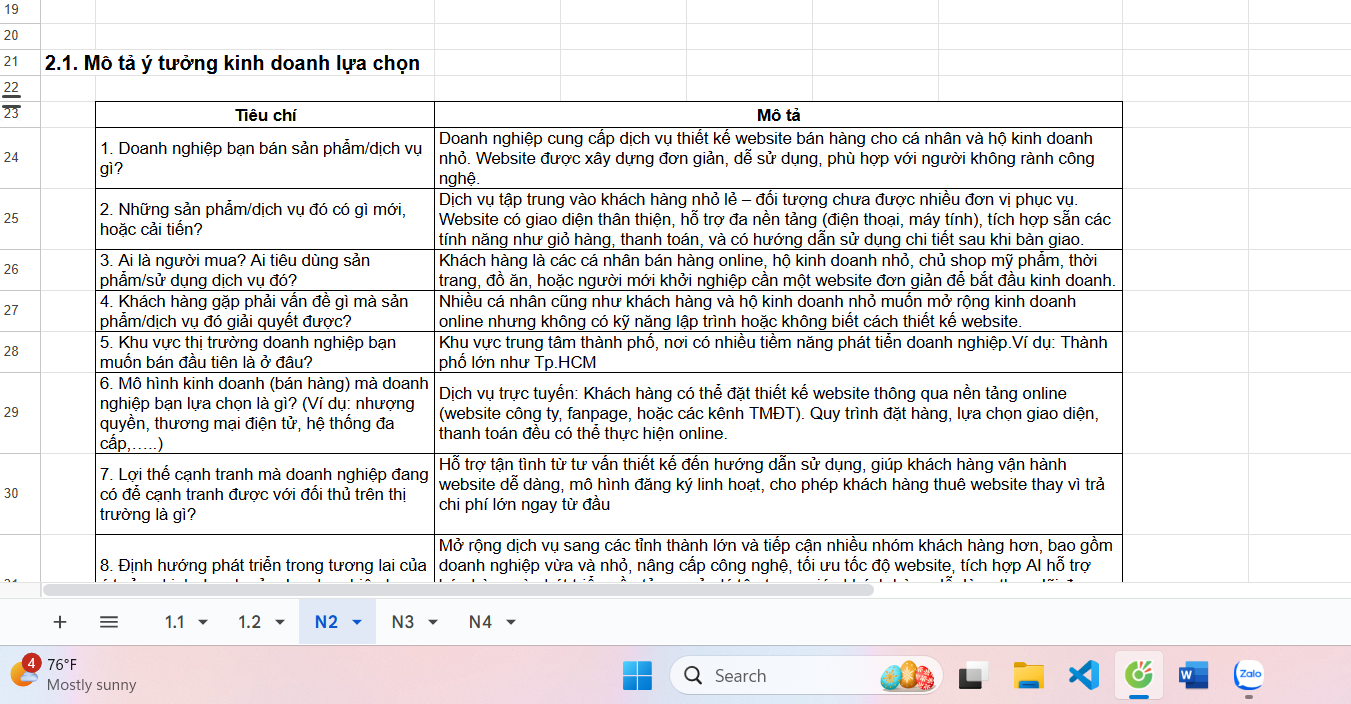 19
20
21
2.1. Mô tả ý tưởng kinh doanh lựa chọn
22
23
Tiêu chí
Mô tả
24
1. Doanh nghiệp bạn bán sản phẩm/dịch vụ
gì?
Doanh nghiệp cung cấp dịch vụ thiết kế website bán hàng cho cá nhân và hộ kinh doanh
nhỏ. Website được xây dựng đơn giản, dễ sử dụng, phù hợp với người không rành công
nghệ.
25
2. Những sản phẩm/dịch vụ đó có gì mới,
hoặc cải tiến?
Dịch vụ tập trung vào khách hàng nhỏ lẻ – đối tượng chưa được nhiều đơn vị phục vụ.
Website có giao diện thân thiện, hỗ trợ đa nền tảng (điện thoại, máy tính), tích hợp sẵn các
tính năng như giỏ hàng, thanh toán, và có hướng dẫn sử dụng chi tiết sau khi bàn giao.
26
3. Ai là người mua? Ai tiêu dùng sản
phẩm/sử dụng dịch vụ đó?
Khách hàng là các cá nhân bán hàng online, hộ kinh doanh nhỏ, chủ shop mỹ phẩm, thời
trang, đồ ăn, hoặc người mới khởi nghiệp cần một website đơn giản để bắt đầu kinh doanh.
27
4. Khách hàng gặp phải vấn đề gì mà sản
phẩm/dịch vụ đó giải quyết được?
Nhiều cá nhân cũng như khách hàng và hộ kinh doanh nhỏ muốn mở rộng kinh doanh
online nhưng không có kỹ năng lập trình hoặc không biết cách thiết kế website.
28
5. Khu vực thị trường doanh nghiệp bạn
muốn bán đầu tiên là ở đâu?
Khu vực trung tâm thành phố, nơi có nhiều tiềm năng phát tiển doanh nghiệp.Ví dụ: Thành
phố lớn như Tp.HCM
29
6. Mô hình kinh doanh (bán hàng) mà doanh
nghiệp bạn lựa chọn là gì? (Ví dụ: nhượng
quyền, thương mại điện tử, hệ thống đa
cấp,.....)
Dịch vụ trực tuyến: Khách hàng có thể đặt thiết kế website thông qua nền tảng online
(website công ty, fanpage, hoặc các kênh TMĐT). Quy trình đặt hàng, lựa chọn giao diện,
thanh toán đều có thể thực hiện online.
30
7. Lợi thế cạnh tranh mà doanh nghiệp đang
có để cạnh tranh được với đối thủ trên thị
trường là gì?
Hỗ trợ tận tình từ tư vấn thiết kế đến hướng dẫn sử dụng, giúp khách hàng vận hành
website dễ dàng, mô hình đăng ký linh hoạt, cho phép khách hàng thuê website thay vì trả
chi phí lớn ngay từ đầu
8. Định hướng phát triển trong tương lai của
Mở rộng dịch vụ sang các tỉnh thành lớn và tiếp cận nhiều nhóm khách hàng hơn, bao gồm
doanh nghiệp vừa và nhỏ, nâng cấp công nghệ, tối ưu tốc độ website, tích hợp AI hỗ trợ
1.1
1.2
N2
N3
N4
4
76°F
Mostly sunny
Search
W
Zalo